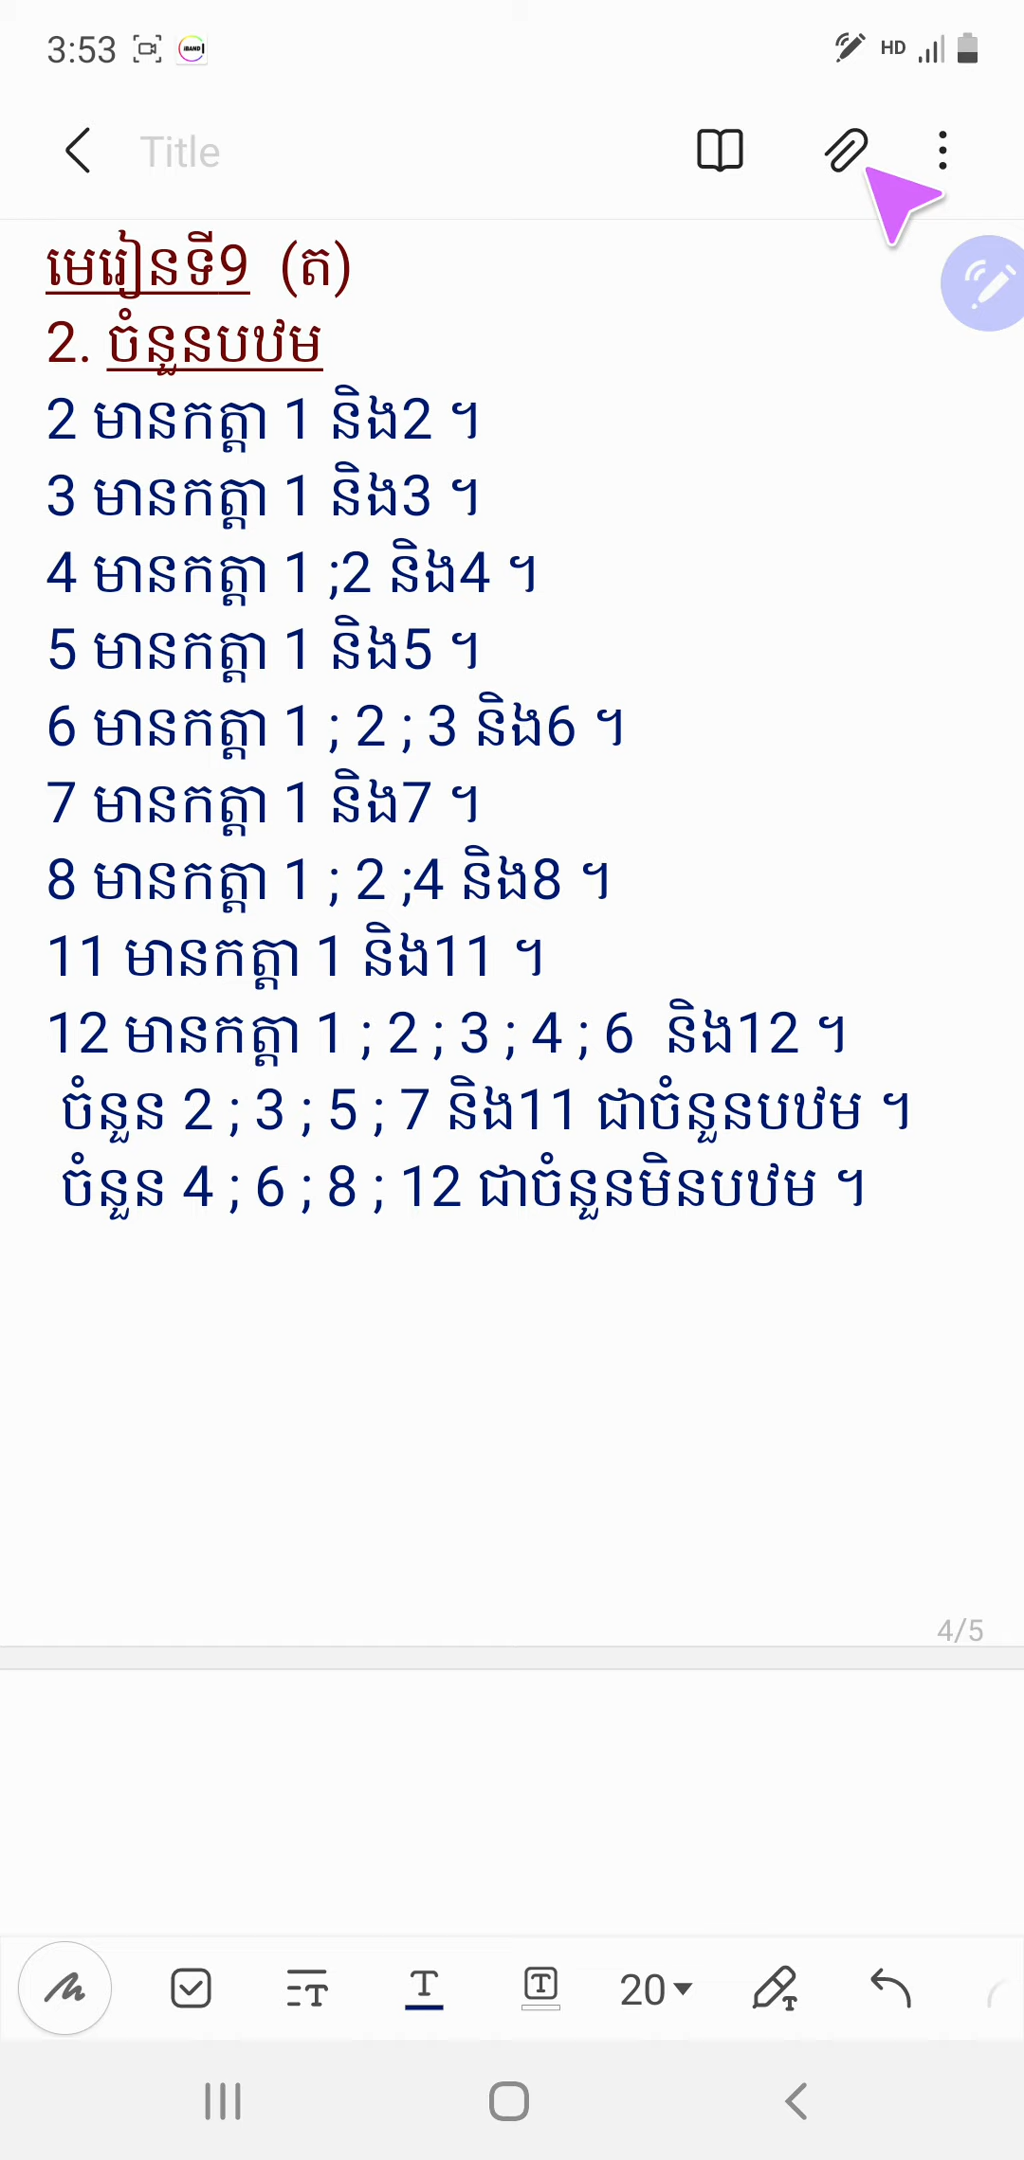 3:53 HD
Title
មេរៀនទី9 (ត)
2. ចំនួនបឋម
2 មានកត្តា 1 និង2 ។
3 មានកត្តា 1 និង3 ។
4 មានកត្តា 1 ;2 និង4 ។
5 មានកត្តា 1 និង5 ។
6 មានកត្តា 1 ; 2 ; 3 និង6 ។
7 មានកត្តា 1 និង7 ។
8 មានកត្តា 1 ; 2 ;4 និង8 ។
11 មានកត្តា 1 និង11 ។
12 មានកត្តា 1 ; 2 ; 3 ; 4 ; 6 និង12 ។
ចំនួន 2 ; 3 ; 5 ; 7 និង11 ជាចំនួនបឋម ។
ចំនួន 4 ; 6 ; 8 ; 12 ជាចំនួនមិនបឋម ។
4/5
20